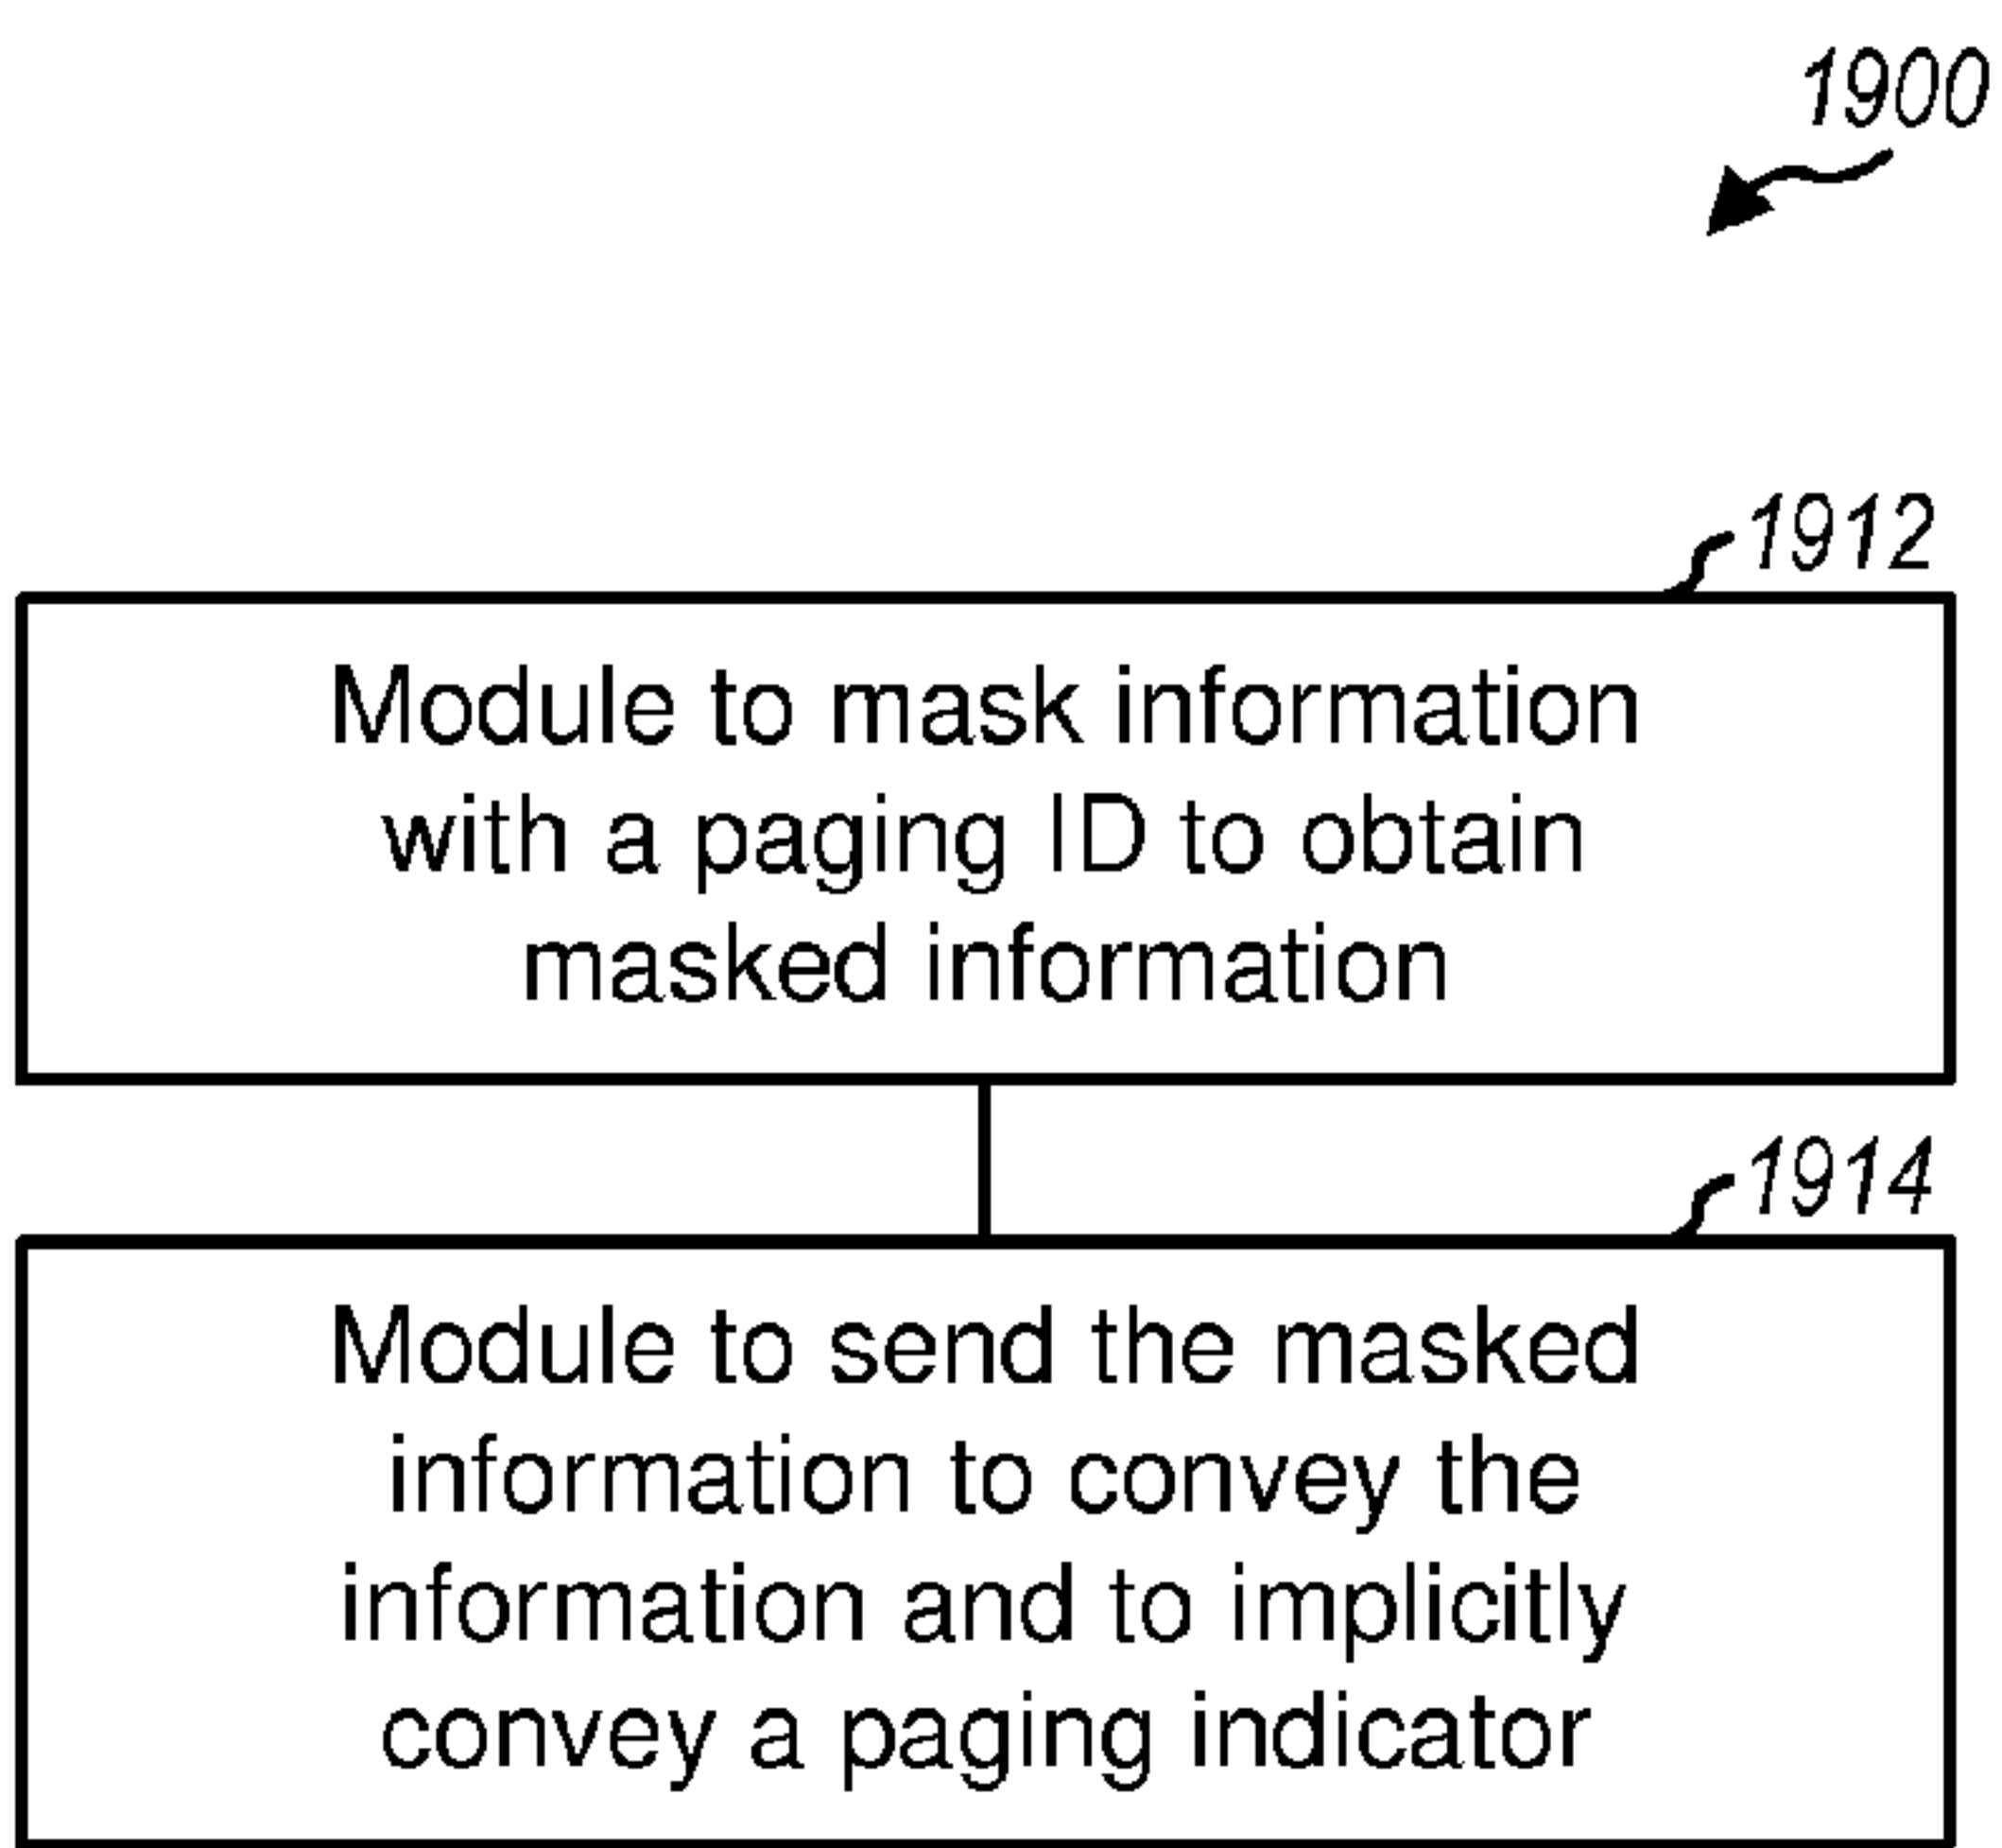 1900
1912
Module to mask information
with a paging ID to obtain
masked information
1914
Module to send the masked
information to convey the
information and to implicitly
convey a paging indicator